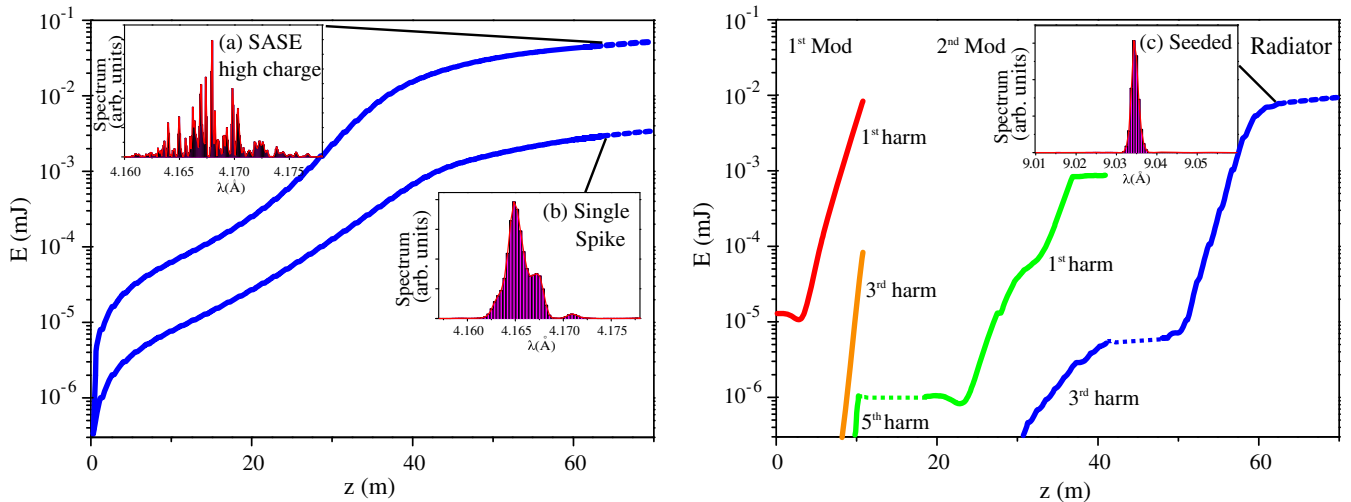 10⁻¹
10⁻²
10⁻³
10⁻⁴
10⁻⁵
10⁻⁶
E (mJ)
0
20
40
60
z (m)
(a) SASE
high charge
Spectrum
(arb. units)
4.160
4.165
4.170
4.175
λ(Å)
(b) Single
Spike
Spectrum
(arb. units)
4.160
4.165
4.170
4.175
λ(Å)
10⁻¹
10⁻²
10⁻³
10⁻⁴
10⁻⁵
10⁻⁶
E (mJ)
0
20
40
60
z (m)
1ˢᵗ Mod
2ⁿᵈ Mod
(c) Seeded
Radiator
Spectrum
(arb. units)
9.01
9.02
9.03
9.04
9.05
λ(Å)
1ˢᵗ harm
3ʳᵈ harm
1ˢᵗ harm
5ᵗʰ harm
3ʳᵈ harm